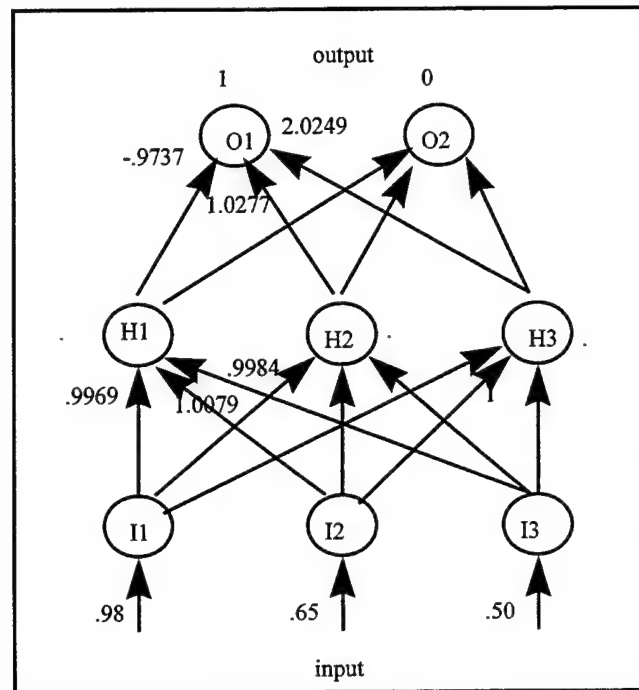 output
1 0
2.0249
O1 O2
-.9737
1.0277
H1 H2 H3
.9984
.9969 1.0079 1
I1 I2 I3
.98 .65 .50
input